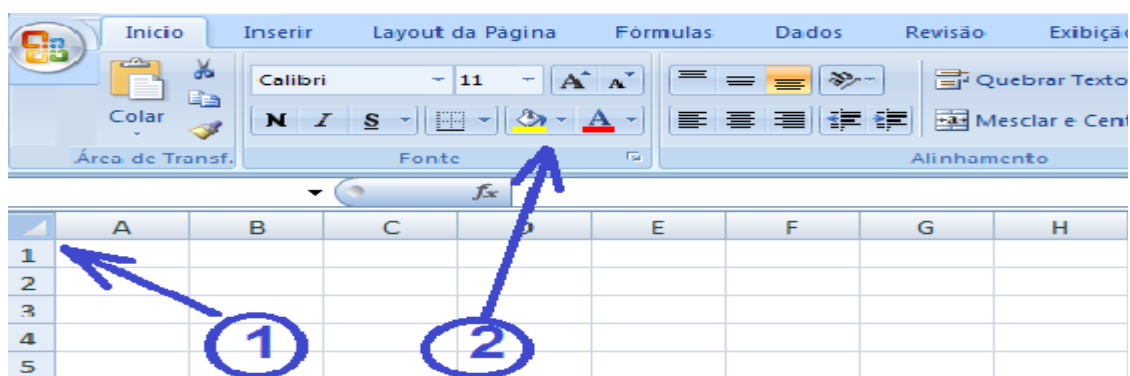 Início Inserir Layout da Página Fórmulas Dados Revisão Exibiçã
Calibri 11 A A Quebrar Texto
Colar N I S A a Mesclar e Cent
Área de Transf. Fonte Alinhamento
fx
A B C D E F G H
1
2
3
4
5
1 2